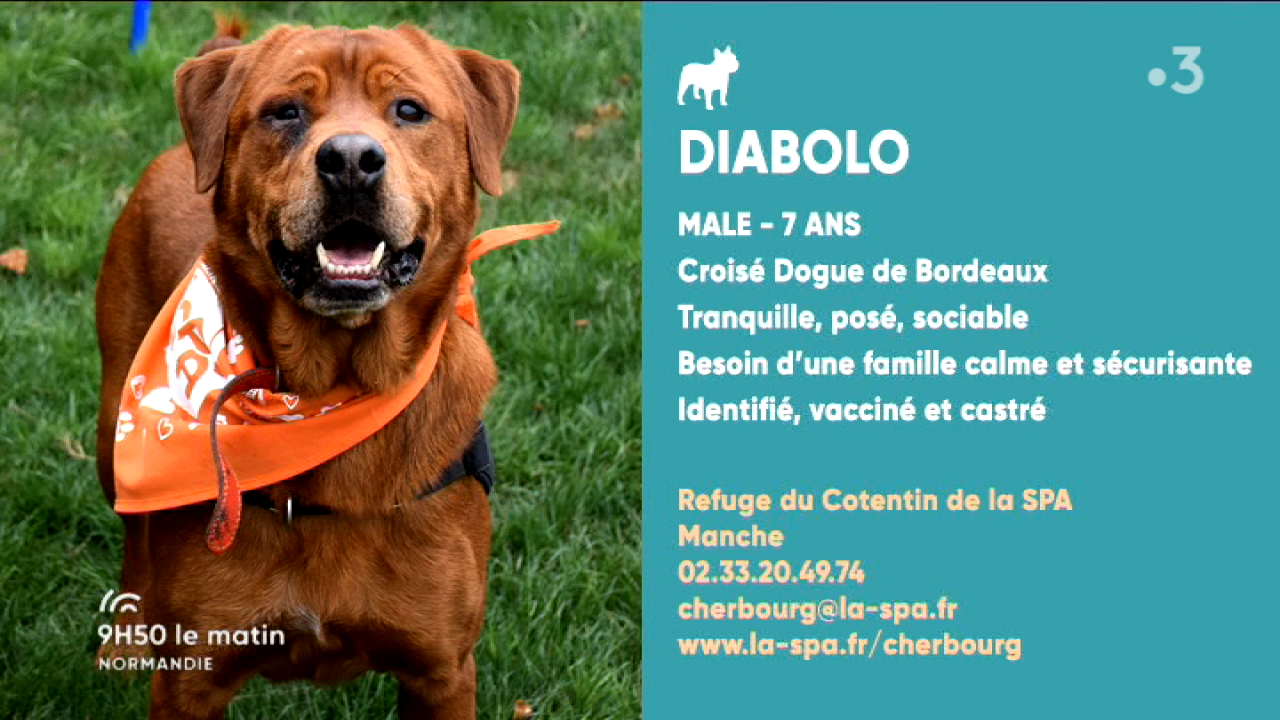 ·3
DIABOLO
MALE – 7 ANS
Croisé Dogue de Bordeaux
Tranquille, posé, sociable
Besoin d'une famille calme et sécurisante
Identifié, vacciné et castré
Refuge du Cotentin de la SPA
Manche
02.33.20.49.74
cherbourg@la-spa.fr
www.la-spa.fr/cherbourg
9H50 le matin
NORMANDIE